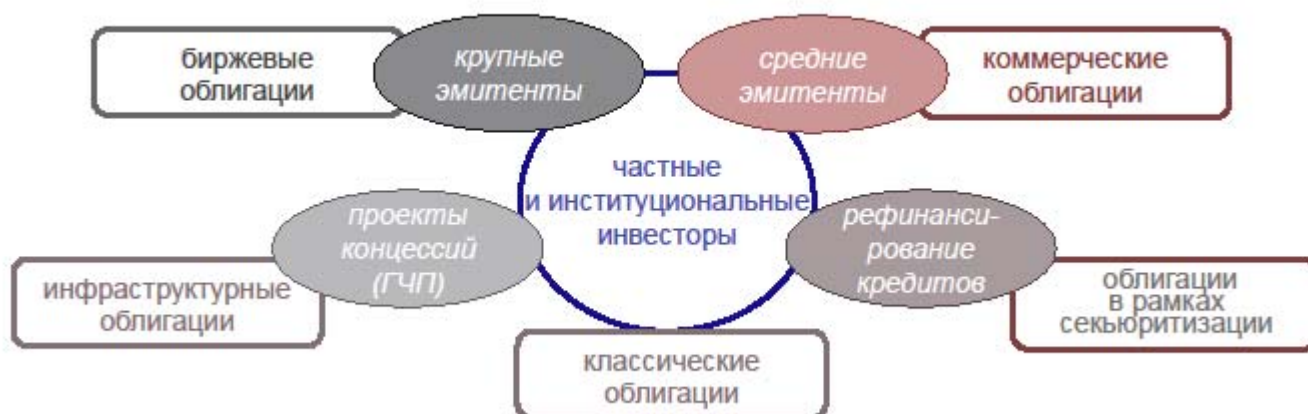 биржевые
облигации
крупные
эмитенты
средние
эмитенты
коммерческие
облигации
частные
и институциональные
инвесторы
проекты
концессий
(ГЧП)
рефинанси-
рование
кредитов
инфраструктурные
облигации
облигации
в рамках
секьюритизации
классические
облигации